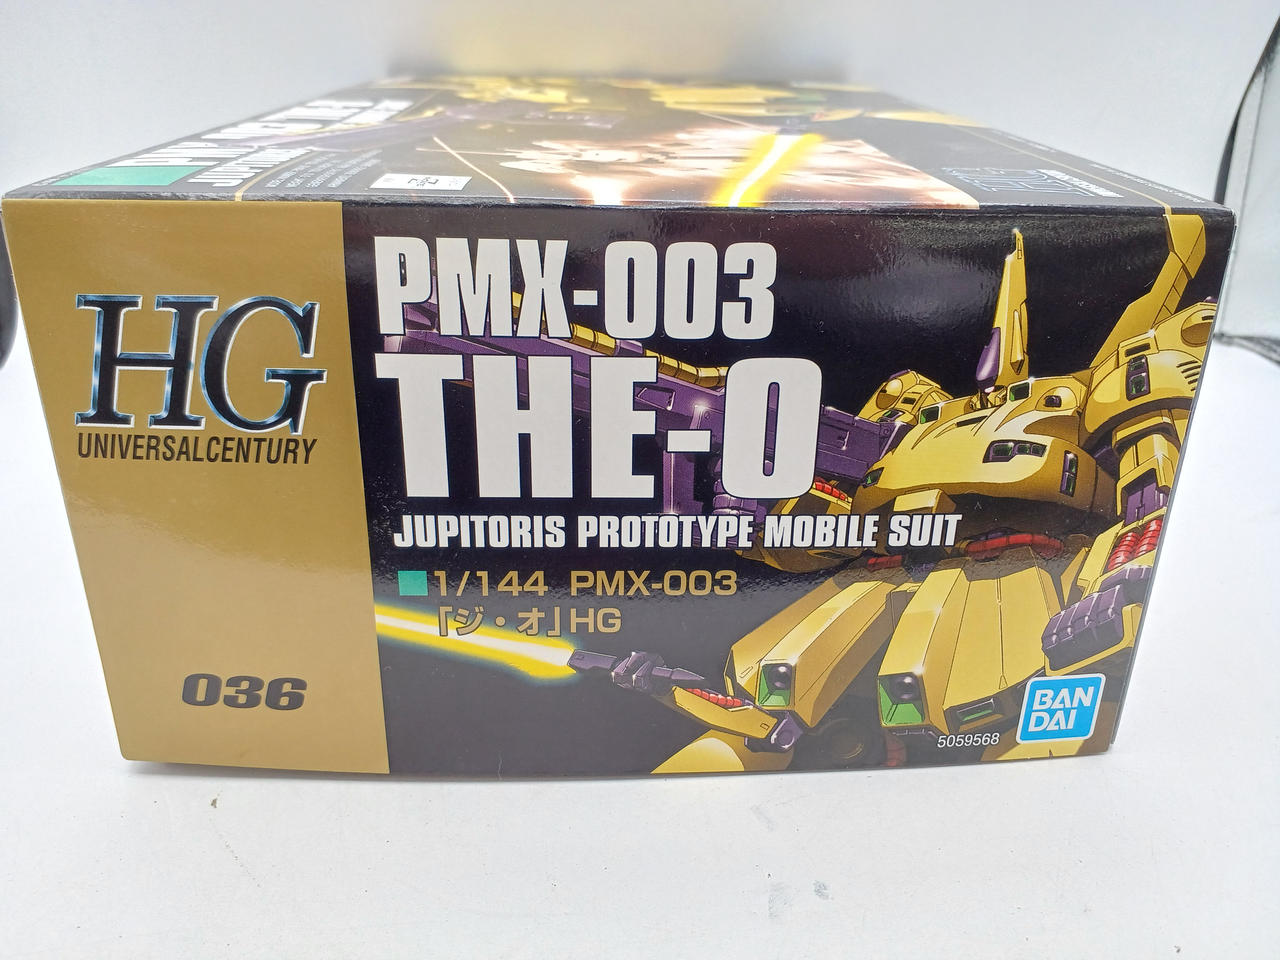 HG
UNIVERSALCENTURY
036
PMX-003
THE-O
JUPITORIS PROTOTYPE MOBILE SUIT
1/144 PMX-003
「ジ・オ」HG
5059568
BAN
DAI